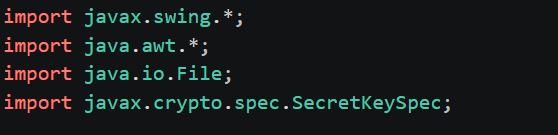 import javax.swing.*;
import java.awt.*;
import java.io.File;
import javax.crypto.spec.SecretKeySpec;